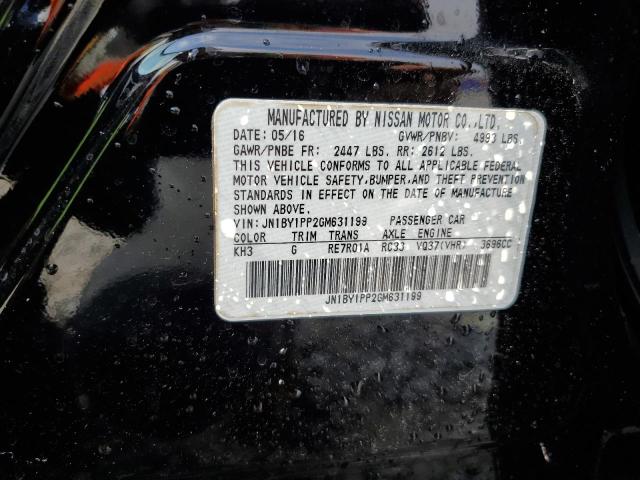 MANUFACTURED BY NISSAN MOTOR CO.,LTD.
DATE: 05/16 GVWR/PNBV: 4993 LBS.
GAWR/PNBE FR: 2447 LBS. RR: 2612 LBS.
THIS VEHICLE CONFORMS TO ALL APPLICABLE FEDERAL
MOTOR VEHICLE SAFETY,BUMPER,AND THEFT PREVENTION
STANDARDS IN EFFECT ON THE DATE OF MANUFACTURE
SHOWN ABOVE.
VIN: JN1BY1PP2GM631199 PASSENGER CAR
COLOR TRIM TRANS AXLE ENGINE
KH3 G RE7R01A RC33 VQ37(VHR) 3696CC
JN1BY1PP2GM631199